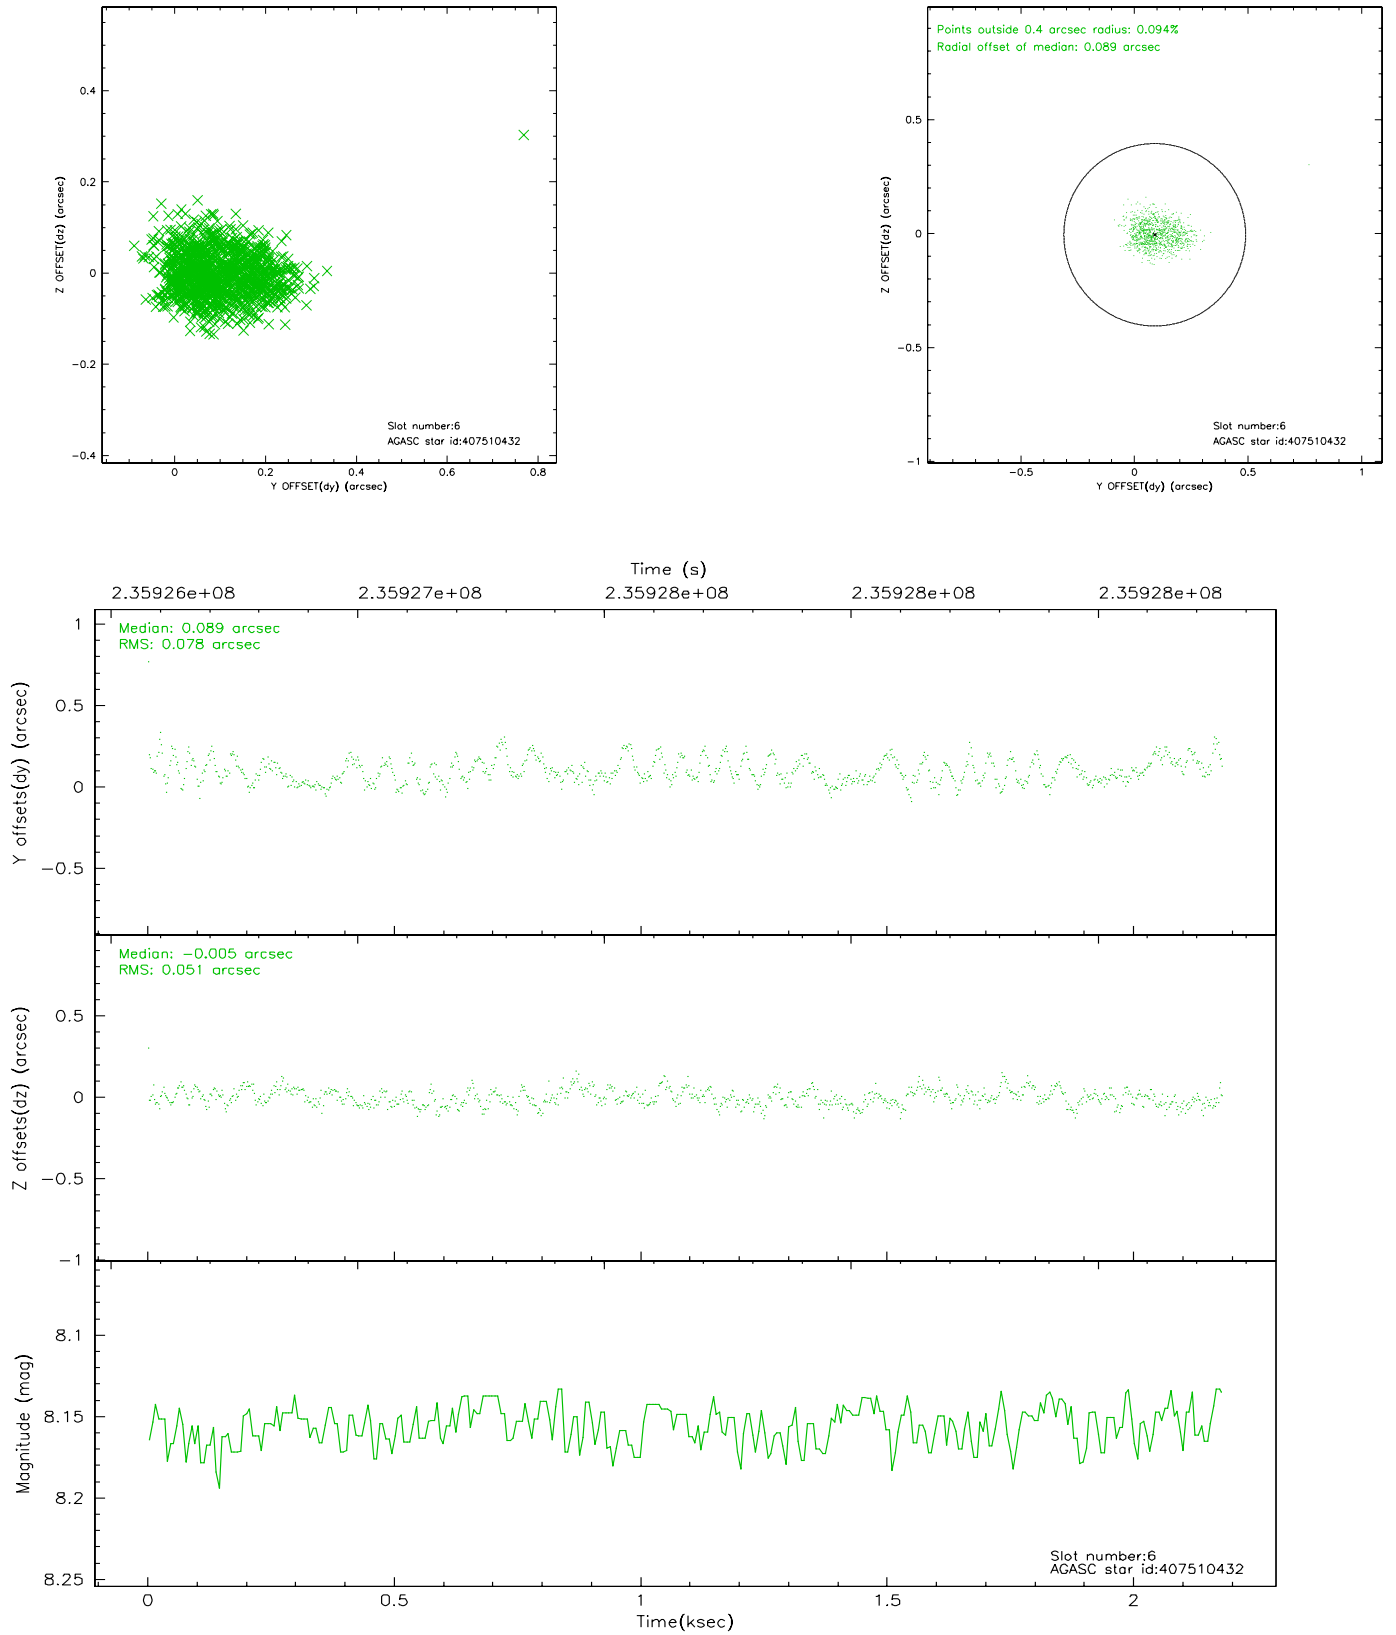 0.4
0.2
0
−0.2
−0.4
Z OFFSET(dz) (arcsec)
Slot number:6
AGASC star id:407510432
0 0.2 0.4 0.6 0.8
Y OFFSET(dy) (arcsec)
Points outside 0.4 arcsec radius: 0.094%
Radial offset of median: 0.089 arcsec
0.5
0
−0.5
−1
Z OFFSET(dz) (arcsec)
Slot number:6
AGASC star id:407510432
−0.5 0 0.5 1
Y OFFSET(dy) (arcsec)
Time (s)
2.35926e+08 2.35927e+08 2.35928e+08 2.35928e+08 2.35928e+08
Median: 0.089 arcsec
RMS: 0.078 arcsec
1
0.5
0
−0.5
Y offsets(dy) (arcsec)
Median: −0.005 arcsec
RMS: 0.051 arcsec
0.5
0
−0.5
−1
Z offsets(dz) (arcsec)
8.1
8.15
8.2
8.25
Magnitude (mag)
Slot number:6
AGASC star id:407510432
0 0.5 1 1.5 2
Time(ksec)